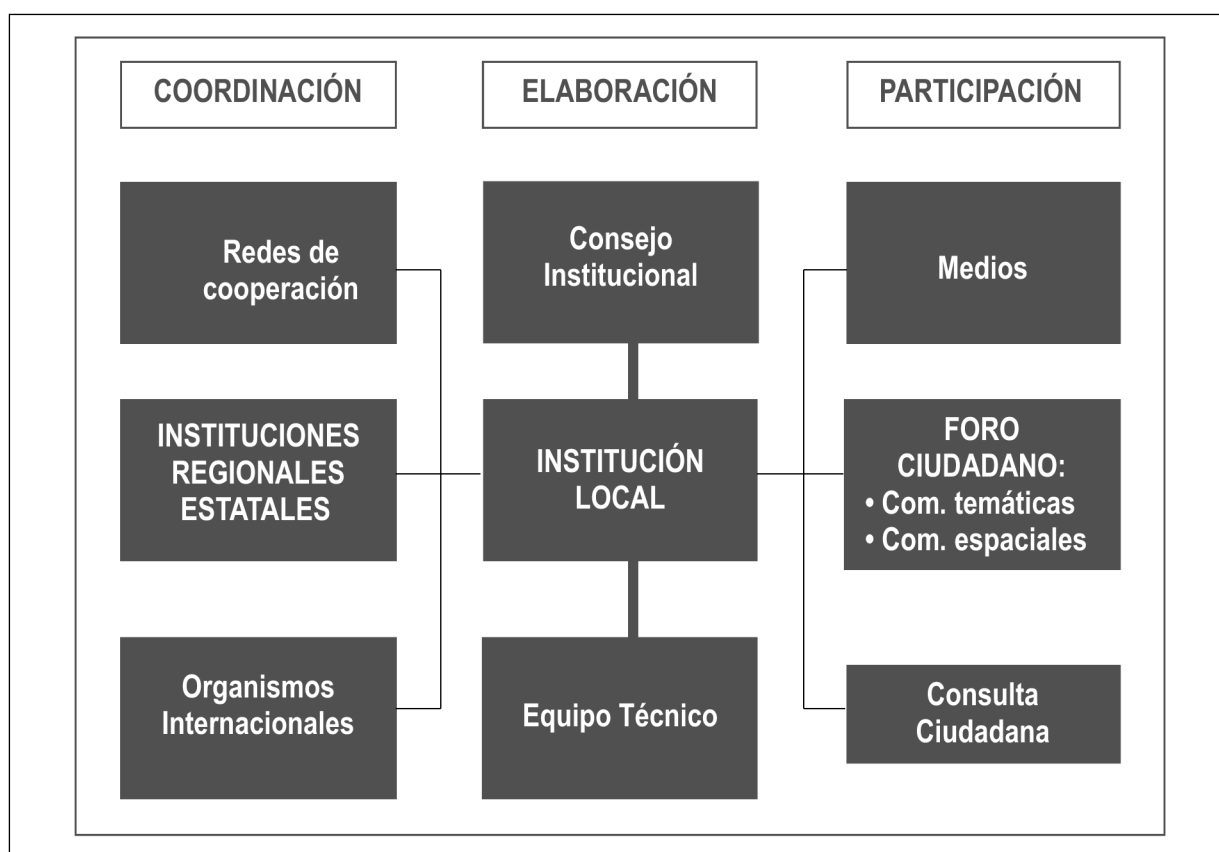 COORDINACIÓN
ELABORACIÓN
PARTICIPACIÓN
Redes de
cooperación
Consejo
Institucional
Medios
INSTITUCIONES
REGIONALES
ESTATALES
INSTITUCIÓN
LOCAL
FORO
CIUDADANO:
• Com. temáticas
• Com. espaciales
Organismos
Internacionales
Equipo Técnico
Consulta
Ciudadana